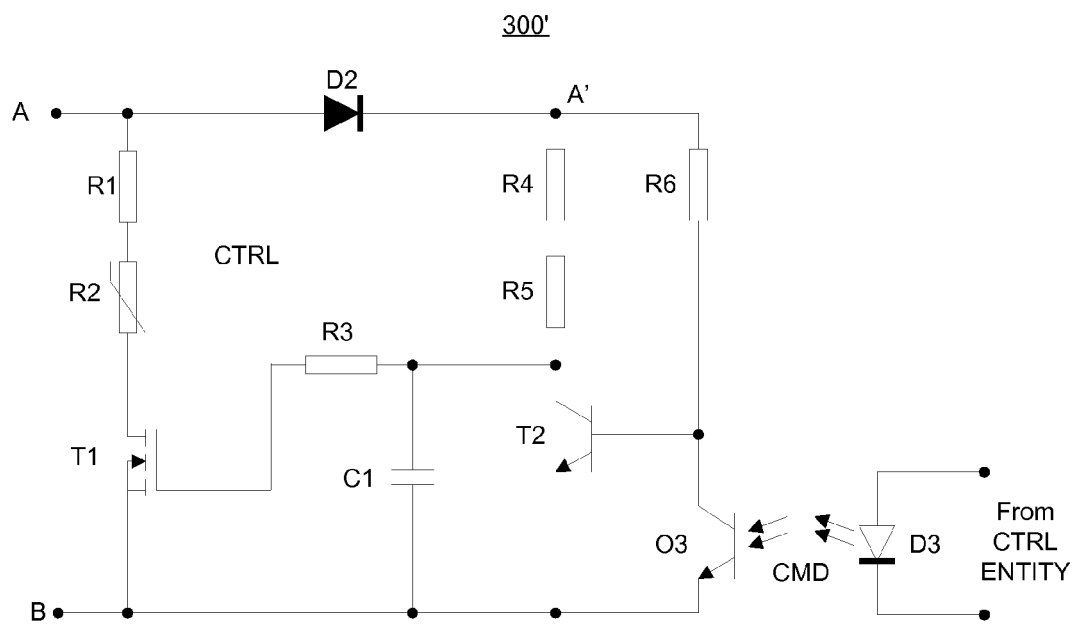 300'
D2
A
A'
R1
R4
R6
CTRL
R2
R5
R3
T1
T2
C1
From
CTRL
ENTITY
O3
D3
CMD
B